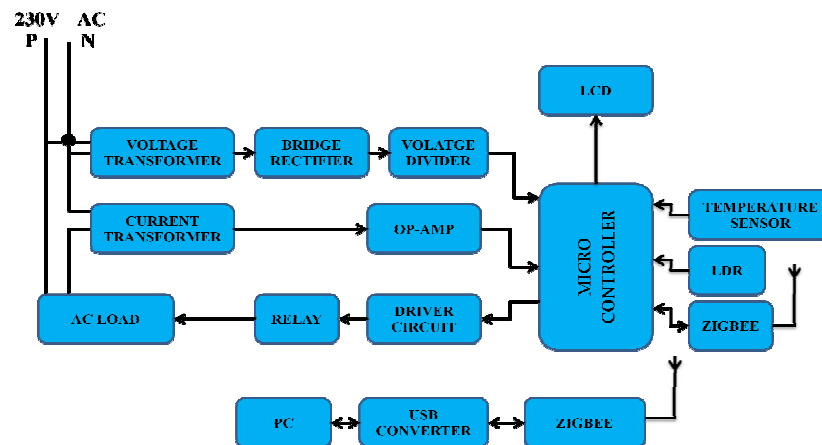 230V AC
P N
LCD
VOLTAGE
TRANSFORMER
BRIDGE
RECTIFIER
VOLATGE
DIVIDER
MICRO
CONTROLLER
TEMPERATURE
SENSOR
CURRENT
TRANSFORMER
OP-AMP
LDR
AC LOAD
RELAY
DRIVER
CIRCUIT
ZIGBEE
PC
USB
CONVERTER
ZIGBEE